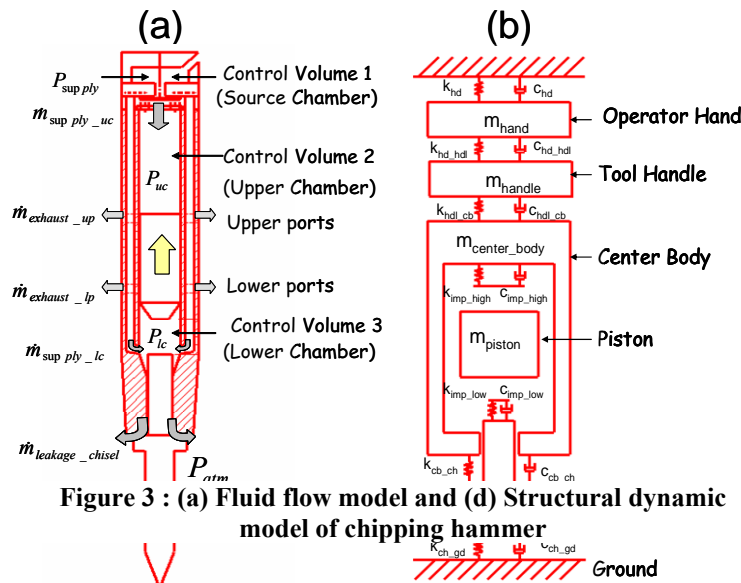 (a)
P_supply
Control Volume 1
(Source Chamber)
ṁ_supply_uc
Control Volume 2
P_uc
(Upper Chamber)
ṁ_exhaust_up
Upper ports
ṁ_exhaust_lp
Lower ports
Control Volume 3
P_lc
(Lower Chamber)
ṁ_supply_lc
ṁ_leakage_chisel
P_atm
(b)
k_hd
c_hd
m_hand
Operator Hand
k_hd_hdl
c_hd_hdl
m_handle
Tool Handle
k_hdl_cb
c_hdl_cb
m_center_body
Center Body
k_imp_high
c_imp_high
m_piston
Piston
k_imp_low
c_imp_low
k_cb_ch
c_cb_ch
Figure 3 : (a) Fluid flow model and (d) Structural dynamic
model of chipping hammer
k_ch_gd
c_ch_gd
Ground